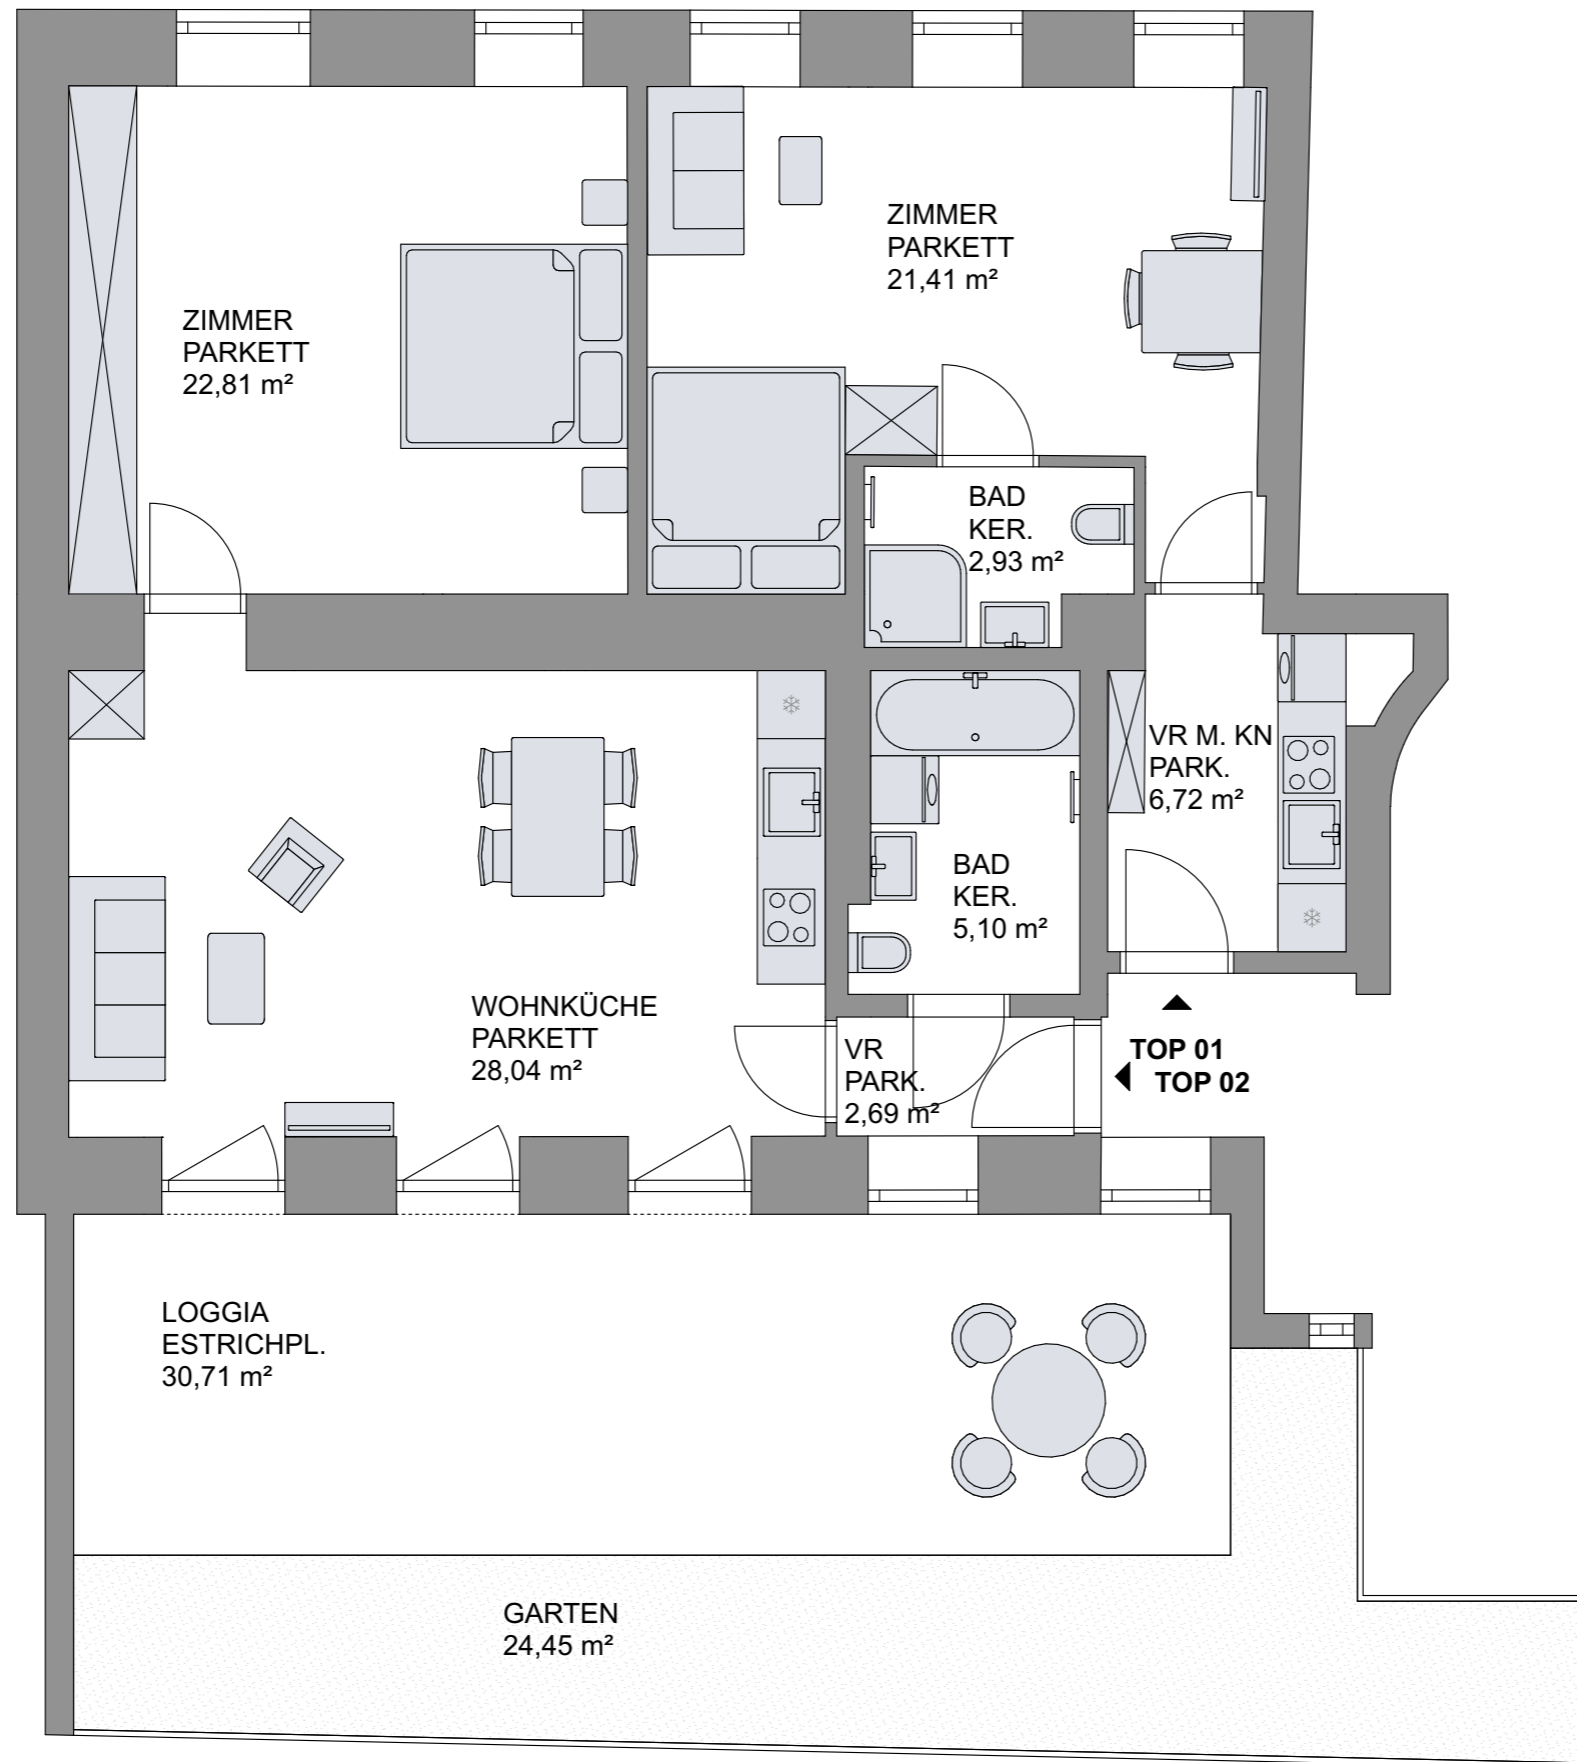 ZIMMER
PARKETT
21,41 m²
ZIMMER
PARKETT
22,81 m²
BAD
KER.
2,93 m²
VR M. KN
PARK.
6,72 m²
BAD
KER.
5,10 m²
WOHNKÜCHE
PARKETT
28,04 m²
VR
PARK.
2,69 m²
TOP 01
TOP 02
LOGGIA
ESTRICHPL.
30,71 m²
GARTEN
24,45 m²